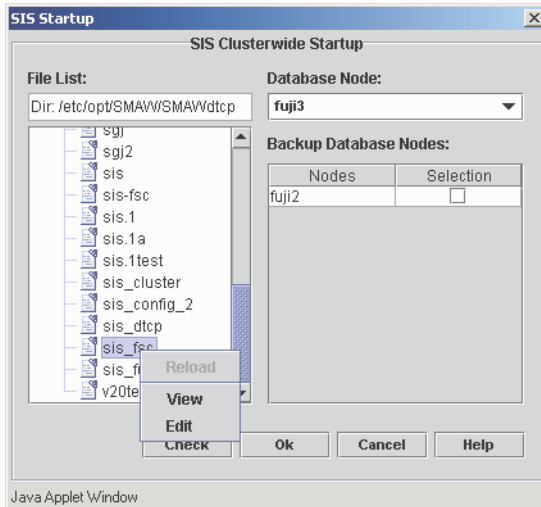 SIS Startup
SIS Clusterwide Startup
File List:
Dir: /etc/opt/SMAW/SMAWdtcp
sgj
sgj2
sis
sis-fsc
sis.1
sis.1a
sis.1test
sis_cluster
sis_config_2
sis_dtcp
sis_fsc
Reload
View
Edit
Database Node:
fuji3
Backup Database Nodes:
Nodes Selection
fuji2
Check Ok Cancel Help
Java Applet Window